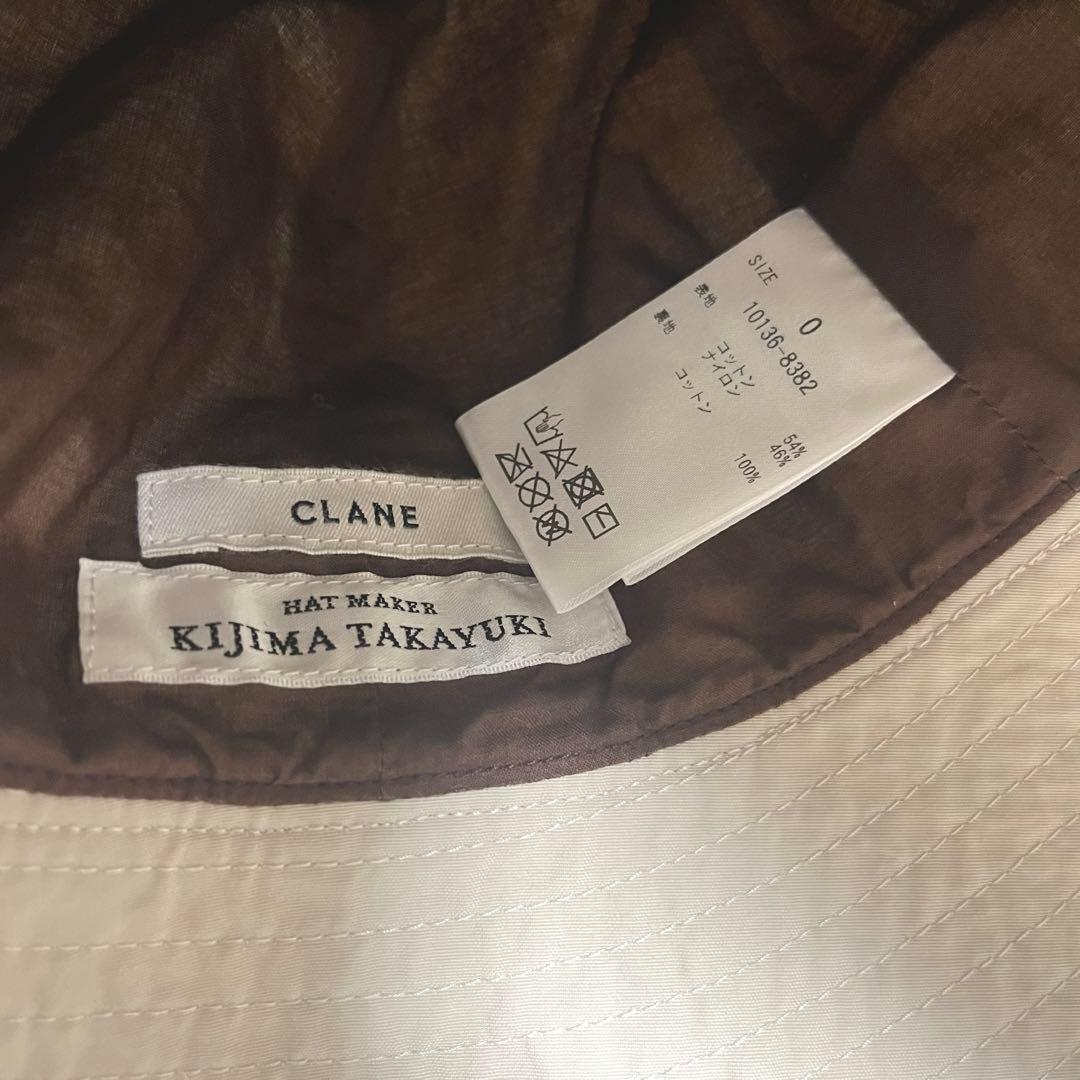 SIZE 0
10136-8382
表地 コットン 54%
ナイロン 46%
裏地 コットン 100%
CLANE
HAT MAKER
KIJIMA TAKAYUKI